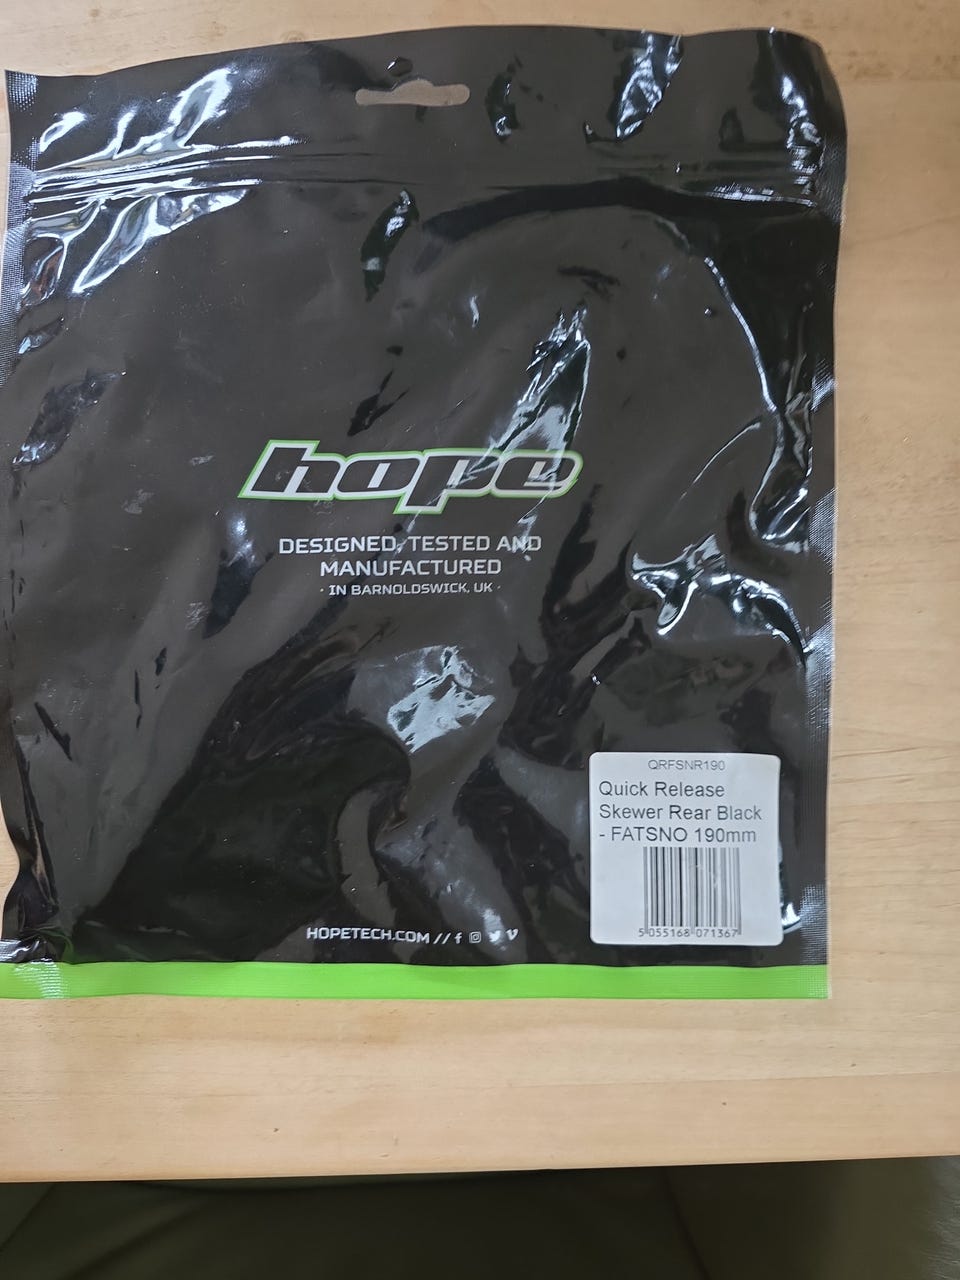 hope
DESIGNED, TESTED AND
MANUFACTURED
· IN BARNOLDSWICK, UK ·
QRFSNR190
Quick Release
Skewer Rear Black
- FATSNO 190mm
5 055168 071367
HOPETECH.COM //